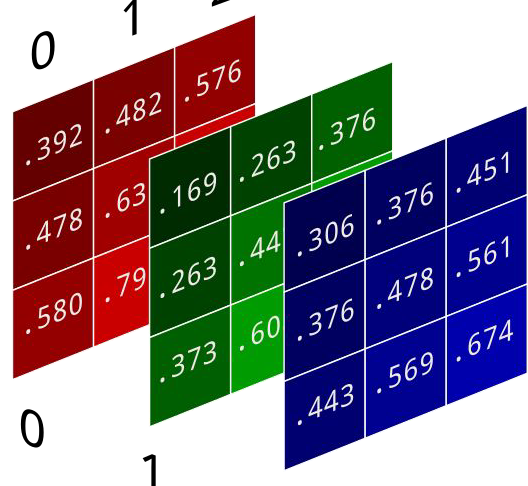 0 1
.392 .482 .576
.478 .63
.580 .79
.169 .263 .376
.263 .44
.373 .60
.306 .376 .451
.376 .478 .561
.443 .569 .674
0
1